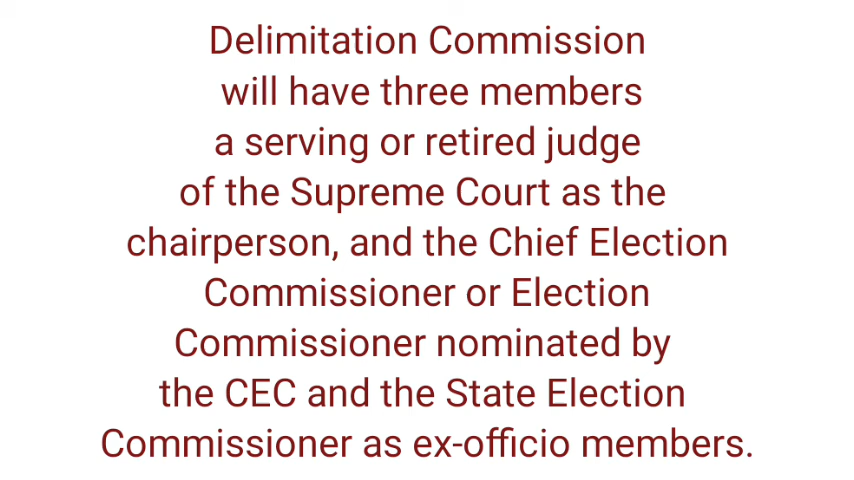 Delimitation Commission
will have three members
a serving or retired judge
of the Supreme Court as the
chairperson, and the Chief Election
Commissioner or Election
Commissioner nominated by
the CEC and the State Election
Commissioner as ex-officio members.